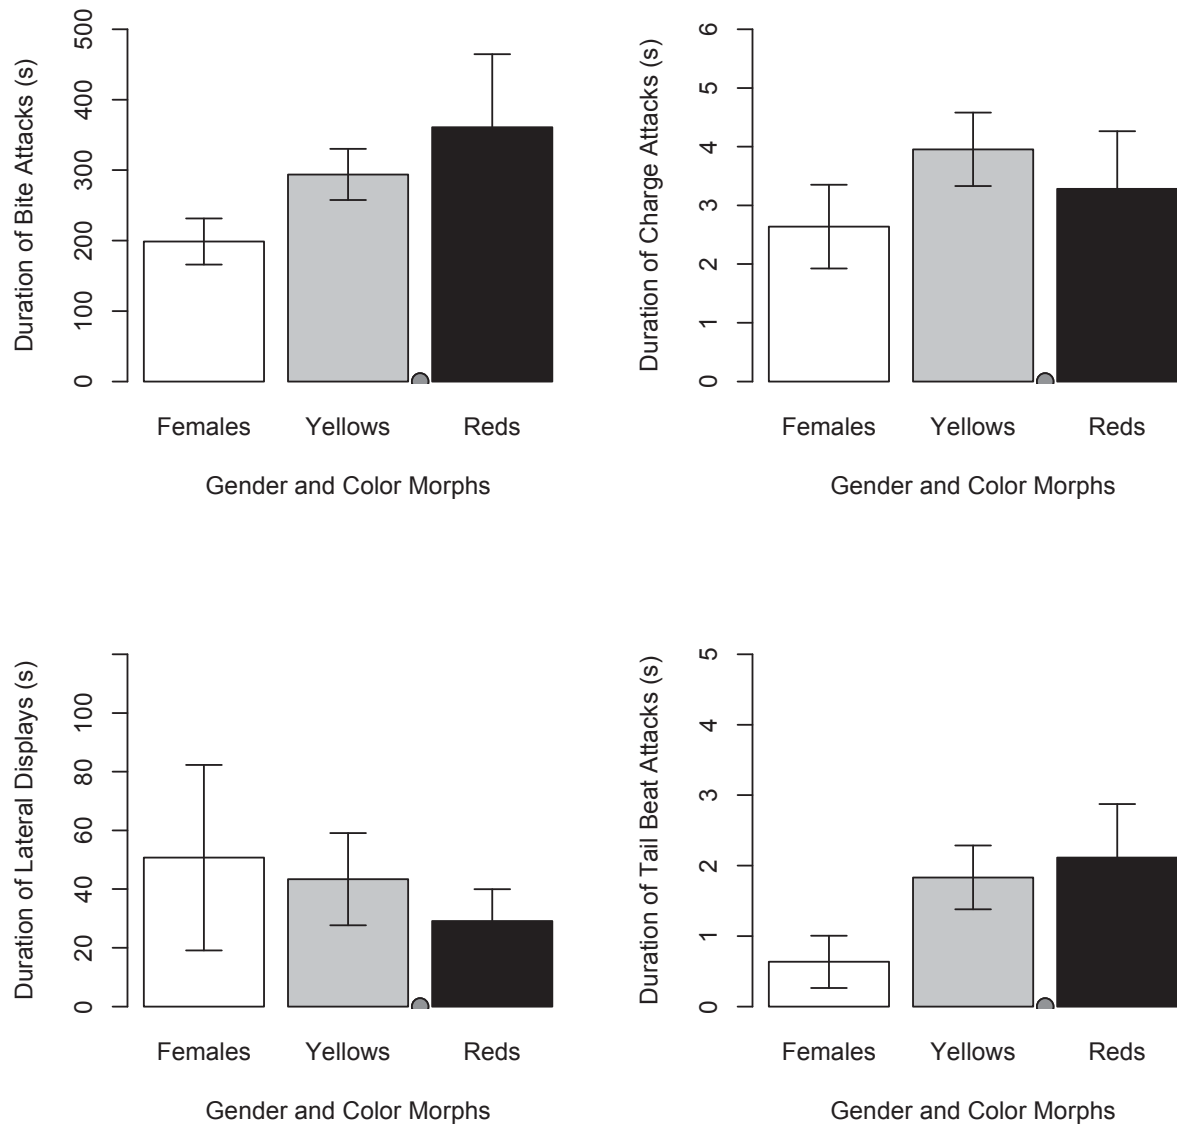 Duration of Bite Attacks (s)
500
400
300
200
100
0
Females Yellows Reds
Gender and Color Morphs
Duration of Charge Attacks (s)
6
5
4
3
2
1
0
Females Yellows Reds
Gender and Color Morphs
Duration of Lateral Displays (s)
100
80
60
40
20
0
Females Yellows Reds
Gender and Color Morphs
Duration of Tail Beat Attacks (s)
5
4
3
2
1
0
Females Yellows Reds
Gender and Color Morphs